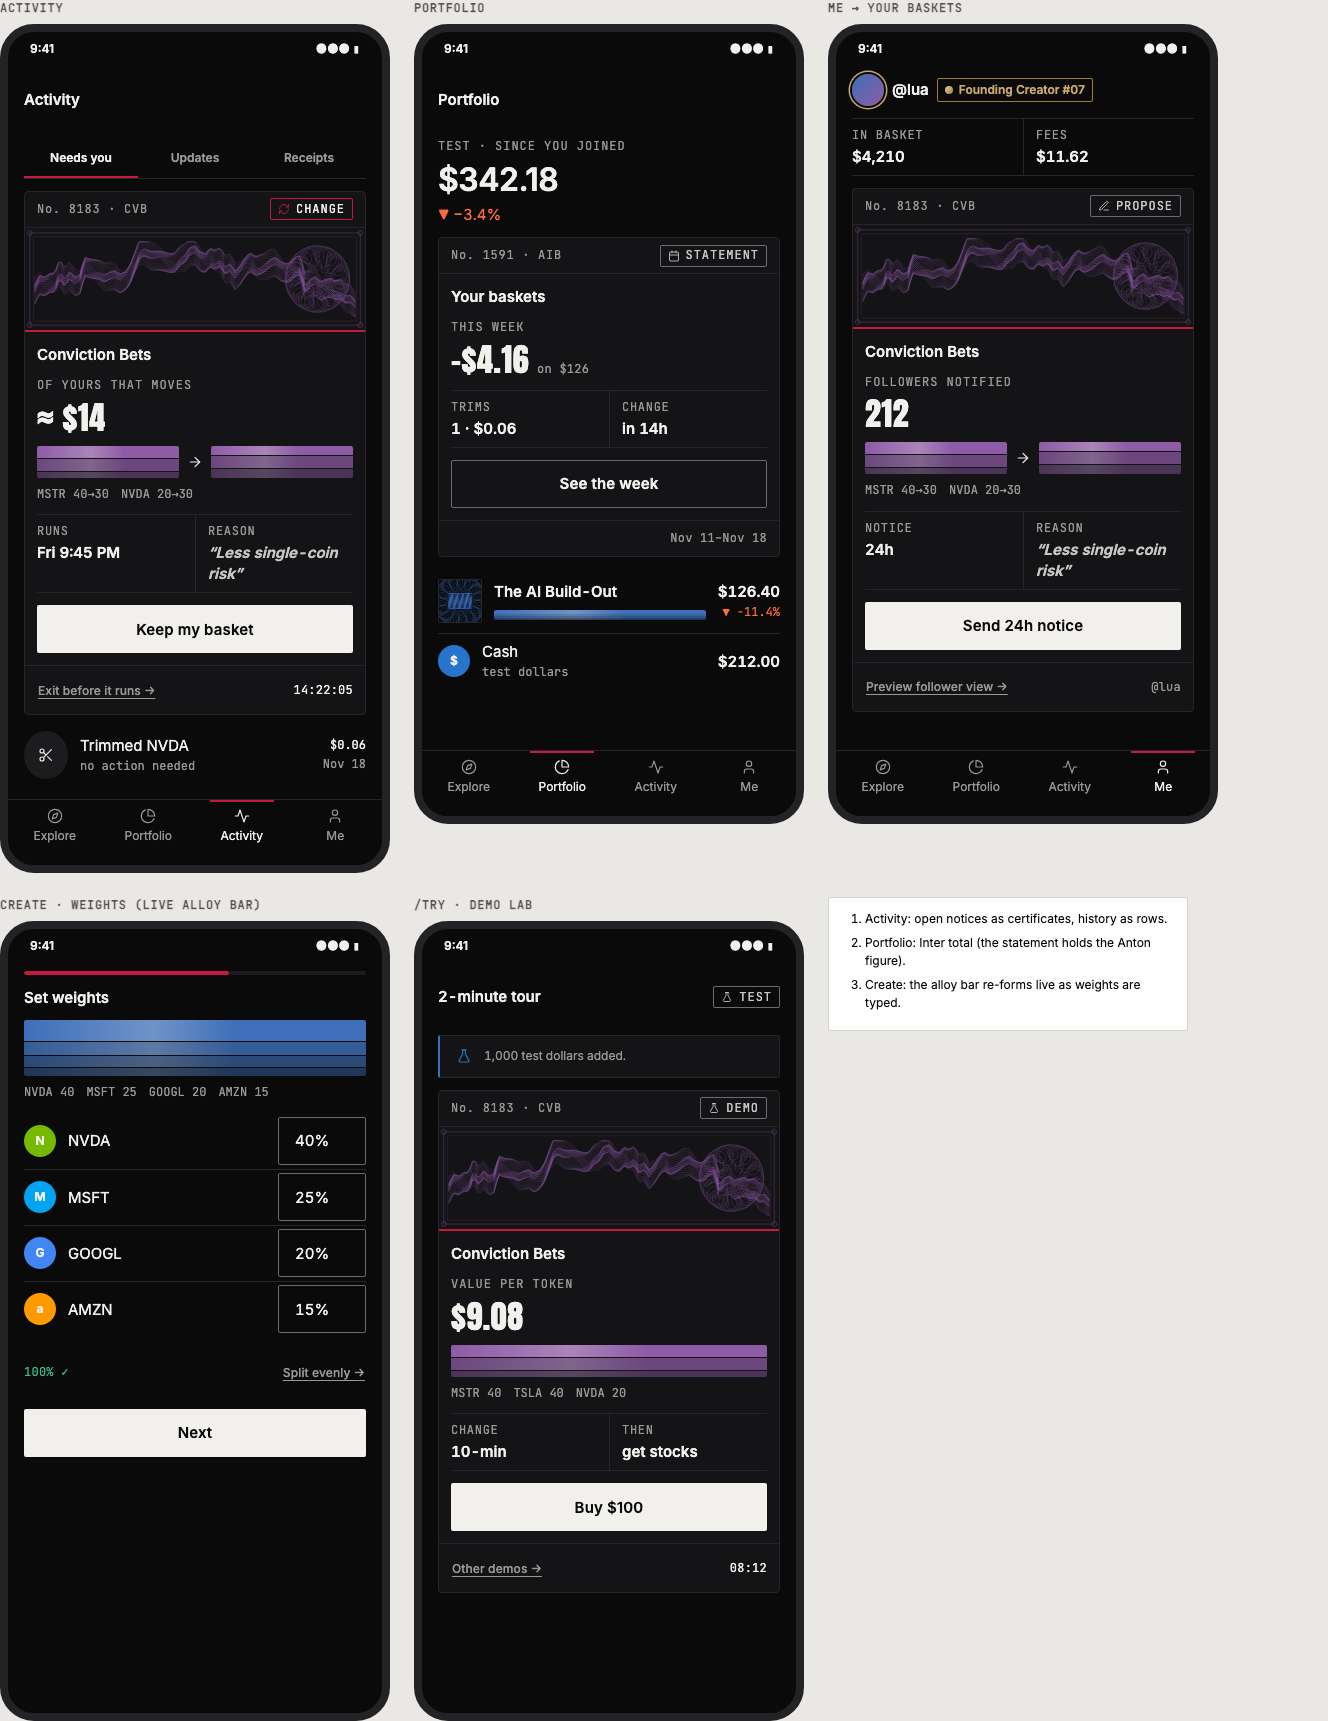 ACTIVITY
9:41
Activity
Needs you Updates Receipts
No. 8183 · CVB CHANGE
Conviction Bets
OF YOURS THAT MOVES
≈ $14
MSTR 40→30 NVDA 20→30
RUNS REASON
Fri 9:45 PM “Less single-coin
risk”
Keep my basket
Exit before it runs → 14:22:05
Trimmed NVDA $0.06
no action needed Nov 18
Explore Portfolio Activity Me
PORTFOLIO
9:41
Portfolio
TEST · SINCE YOU JOINED
$342.18
▼ −3.4%
No. 1591 · AIB STATEMENT
Your baskets
THIS WEEK
-$4.16 on $126
TRIMS CHANGE
1 · $0.06 in 14h
See the week
Nov 11–Nov 18
The AI Build-Out $126.40
▼ -11.4%
$ Cash $212.00
test dollars
Explore Portfolio Activity Me
ME → YOUR BASKETS
9:41
@lua Founding Creator #07
IN BASKET FEES
$4,210 $11.62
No. 8183 · CVB PROPOSE
Conviction Bets
FOLLOWERS NOTIFIED
212
MSTR 40→30 NVDA 20→30
NOTICE REASON
24h “Less single-coin
risk”
Send 24h notice
Preview follower view → @lua
Explore Portfolio Activity Me
CREATE · WEIGHTS (LIVE ALLOY BAR)
9:41
Set weights
NVDA 40 MSFT 25 GOOGL 20 AMZN 15
N NVDA 40%
M MSFT 25%
G GOOGL 20%
a AMZN 15%
100% ✓ Split evenly →
Next
/TRY · DEMO LAB
9:41
2-minute tour TEST
1,000 test dollars added.
No. 8183 · CVB DEMO
Conviction Bets
VALUE PER TOKEN
$9.08
MSTR 40 TSLA 40 NVDA 20
CHANGE THEN
10-min get stocks
Buy $100
Other demos → 08:12
1. Activity: open notices as certificates, history as rows.
2. Portfolio: Inter total (the statement holds the Anton
figure).
3. Create: the alloy bar re-forms live as weights are
typed.